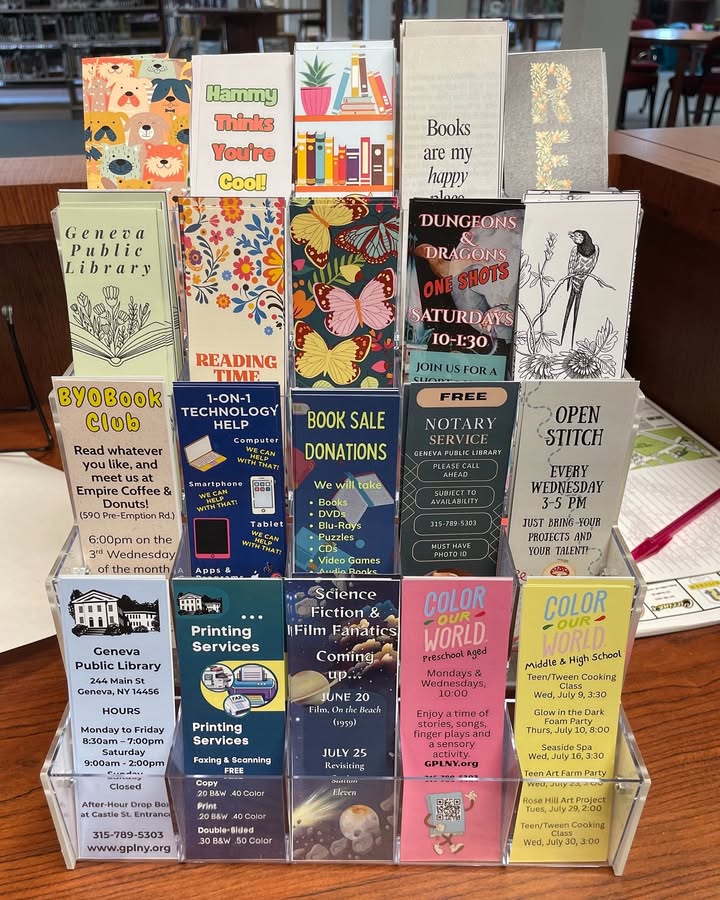 Hammy
Thinks
You're
Cool!
Books
are my
happy
R
E
Geneva
Public
Library
READING
TIME
DUNGEONS
&
DRAGONS
ONE SHOTS
SATURDAYS
10-1:30
JOIN US FOR A
BYOBook
Club
Read whatever
you like, and
meet us at
Empire Coffee &
Donuts!
(590 Pre-Emption Rd.)
6:00pm on the
3rd Wednesday
of the month
1-ON-1
TECHNOLOGY
HELP
Computer
WE CAN
HELP
WITH THAT!
Smartphone
WE CAN
HELP
WITH THAT!
Tablet
WE CAN
HELP
WITH THAT!
Apps &
BOOK SALE
DONATIONS
We will take
• Books
• DVDs
• Blu-Rays
• Puzzles
• CDs
• Video Games
• Audio Books
FREE
NOTARY
SERVICE
GENEVA PUBLIC LIBRARY
PLEASE CALL
AHEAD
SUBJECT TO
AVAILABILITY
315-789-5303
MUST HAVE
PHOTO ID
OPEN
STITCH
EVERY
WEDNESDAY
3-5 PM
JUST BRING YOUR
PROJECTS AND
YOUR TALENT!
Geneva
Public Library
244 Main St
Geneva, NY 14456
HOURS
Monday to Friday
8:30am – 7:00pm
Saturday
9:00am - 2:00pm
Sunday
Closed
After-Hour Drop Box
at Castle St. Entrance
315-789-5303
www.gplny.org
...
Printing
Services
FAX
Printing
Services
Faxing & Scanning
FREE
Copy
.20 B&W .40 Color
Print
.20 B&W .40 Color
Double-Sided
.30 B&W .50 Color
Science
Fiction &
Film Fanatics
Coming
up...
JUNE 20
Film, On the Beach
(1959)
JULY 25
Revisiting
Station
Eleven
COLOR
OUR
WORLD
Preschool Aged
Mondays &
Wednesdays,
10:00
Enjoy a time of
stories, songs,
finger plays and
a sensory
activity.
GPLNY.org
315-789-5303
COLOR
OUR
WORLD
Middle & High School
Teen/Tween Cooking
Class
Wed, July 9, 3:30
Glow in the Dark
Foam Party
Thurs, July 10, 8:00
Seaside Spa
Wed, July 16, 3:30
Teen Art Farm Party
Wed, July 23, 3:00
Rose Hill Art Project
Tues, July 29, 2:00
Teen/Tween Cooking
Class
Wed, July 30, 3:00